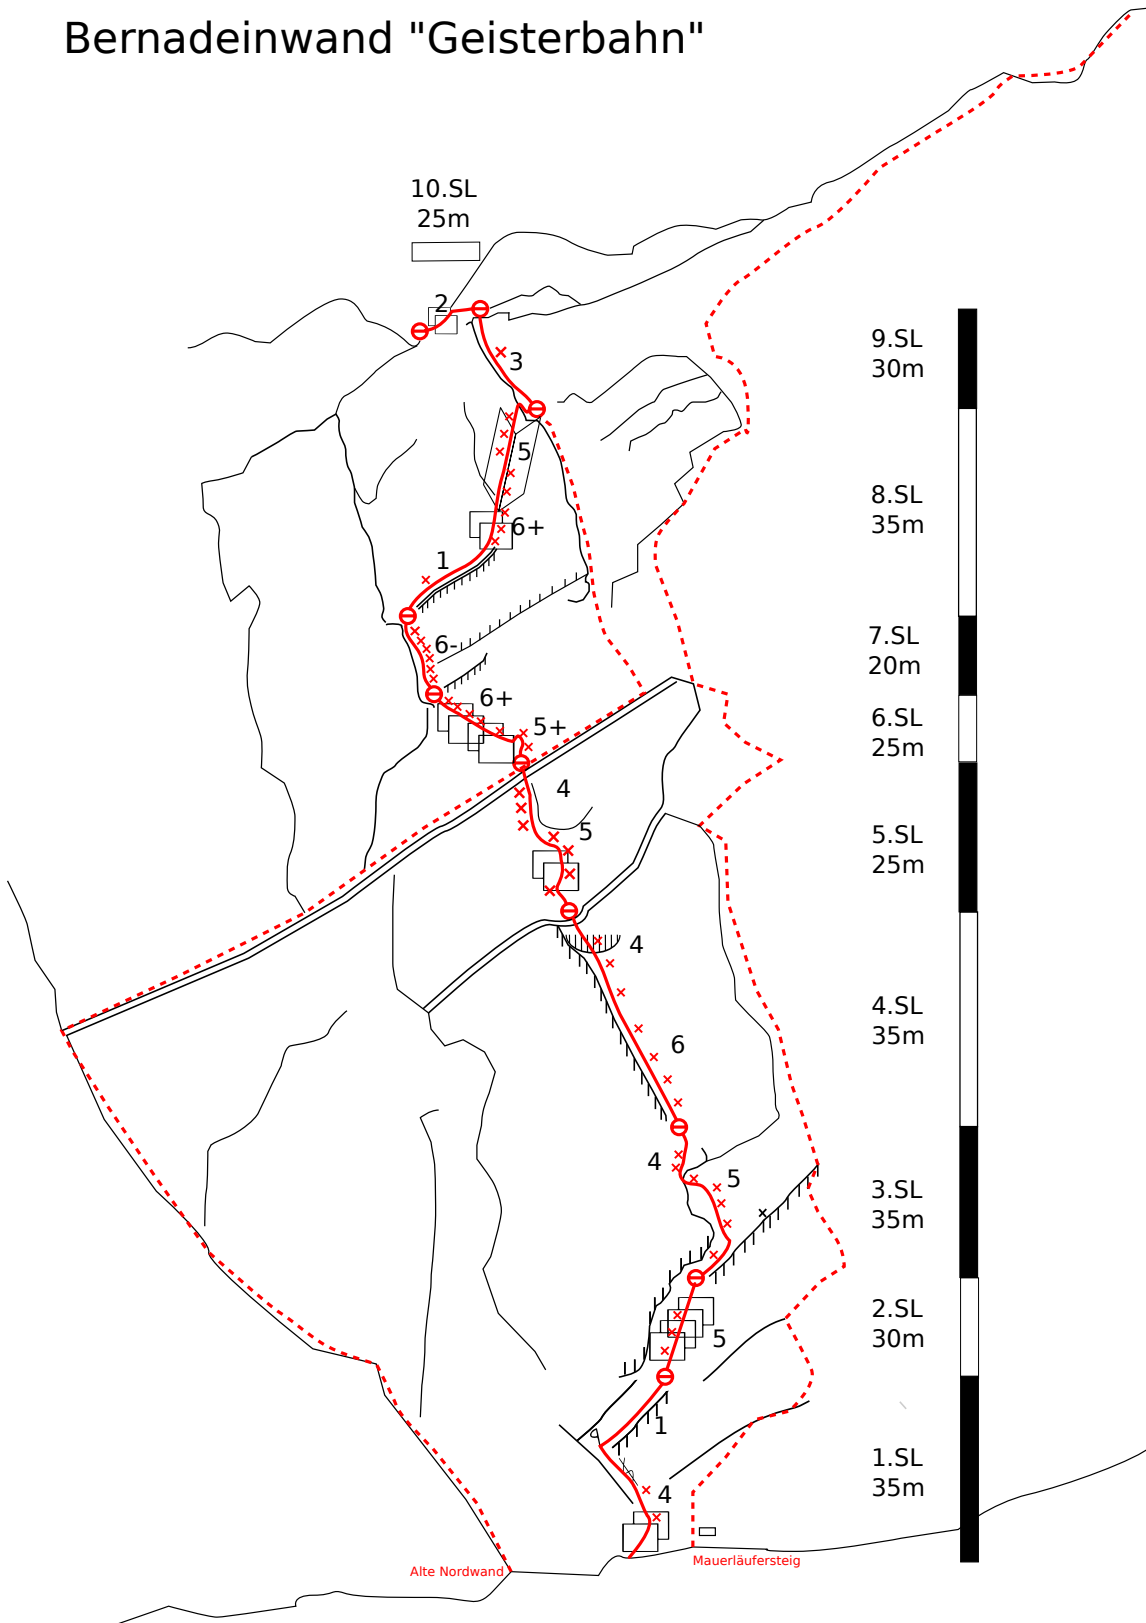 Bernadeinwand "Geisterbahn"
10.SL
25m
2
3
9.SL
30m
5
6+
8.SL
35m
1
6-
7.SL
20m
6+
5+
6.SL
25m
4
5
5.SL
25m
4
6
4.SL
35m
4
5
3.SL
35m
5
2.SL
30m
1
4
1.SL
35m
Alte Nordwand
Mauerläufersteig